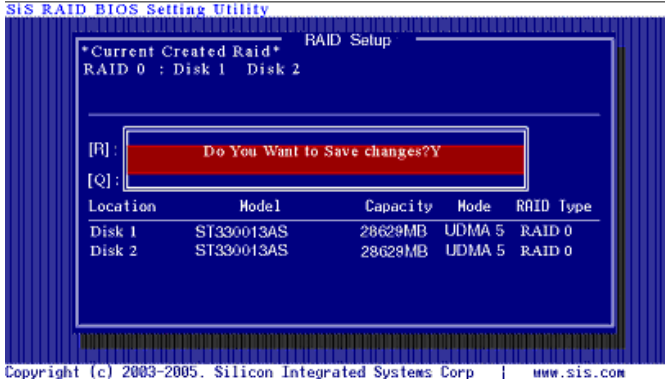 SiS RAID BIOS Setting Utility
RAID Setup
*Current Created Raid*
RAID 0 : Disk 1 Disk 2
[R] :
Do You Want to Save changes?Y
[Q] :
Location Model Capacity Mode RAID Type
Disk 1 ST330013AS 28629MB UDMA 5 RAID 0
Disk 2 ST330013AS 28629MB UDMA 5 RAID 0
Copyright (c) 2003-2005. Silicon Integrated Systems Corp | www.sis.com